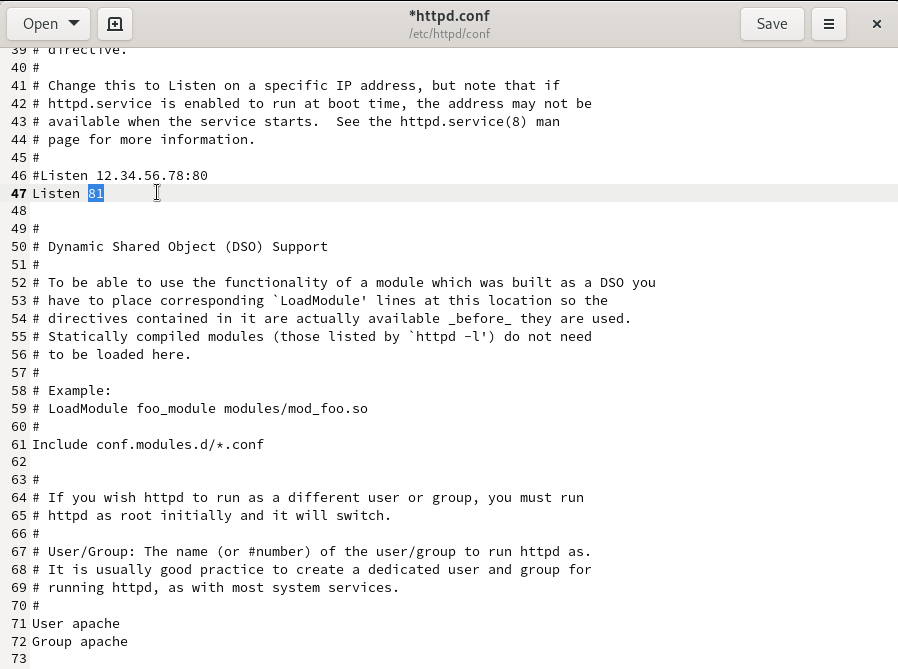 Open
*httpd.conf
/etc/httpd/conf
Save
39 # directive.
40 #
41 # Change this to Listen on a specific IP address, but note that if
42 # httpd.service is enabled to run at boot time, the address may not be
43 # available when the service starts.  See the httpd.service(8) man
44 # page for more information.
45 #
46 #Listen 12.34.56.78:80
47 Listen 81
48
49 #
50 # Dynamic Shared Object (DSO) Support
51 #
52 # To be able to use the functionality of a module which was built as a DSO you
53 # have to place corresponding `LoadModule' lines at this location so the
54 # directives contained in it are actually available _before_ they are used.
55 # Statically compiled modules (those listed by `httpd -l') do not need
56 # to be loaded here.
57 #
58 # Example:
59 # LoadModule foo_module modules/mod_foo.so
60 #
61 Include conf.modules.d/*.conf
62
63 #
64 # If you wish httpd to run as a different user or group, you must run
65 # httpd as root initially and it will switch.
66 #
67 # User/Group: The name (or #number) of the user/group to run httpd as.
68 # It is usually good practice to create a dedicated user and group for
69 # running httpd, as with most system services.
70 #
71 User apache
72 Group apache
73